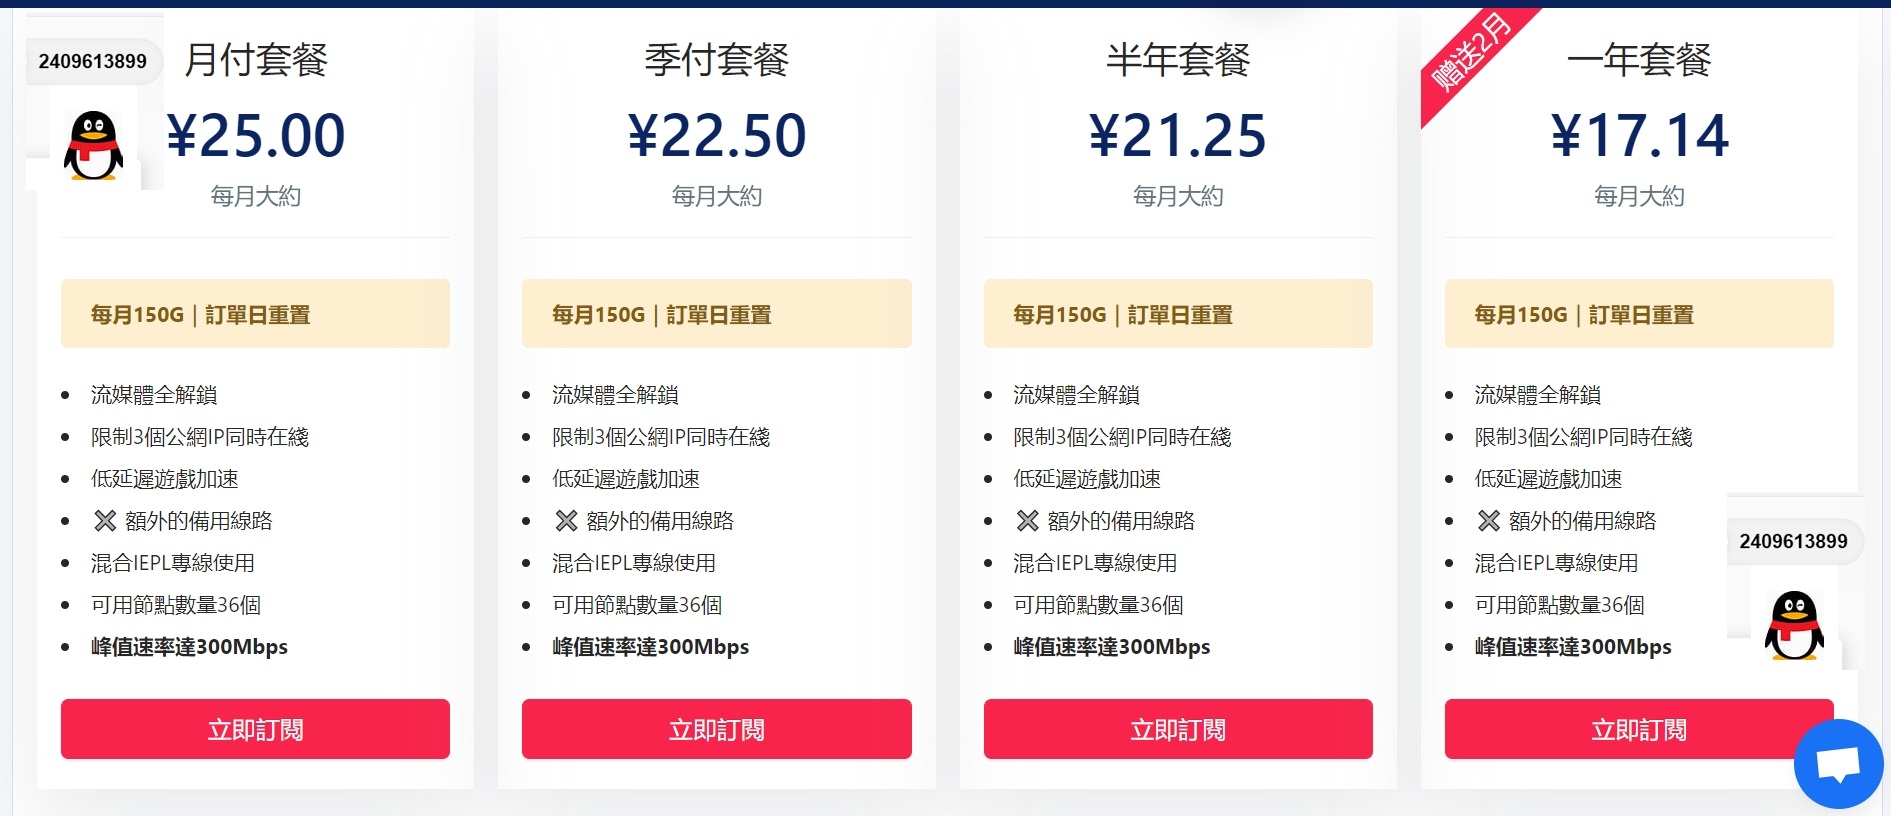 2409613899
月付套餐
¥25.00
每月大約
每月150G｜訂單日重置
流媒體全解鎖
限制3個公網IP同時在綫
低延遲遊戲加速
額外的備用線路
混合IEPL專線使用
可用節點數量36個
峰值速率達300Mbps
立即訂閱
季付套餐
¥22.50
每月大約
每月150G｜訂單日重置
流媒體全解鎖
限制3個公網IP同時在綫
低延遲遊戲加速
額外的備用線路
混合IEPL專線使用
可用節點數量36個
峰值速率達300Mbps
立即訂閱
半年套餐
¥21.25
每月大約
每月150G｜訂單日重置
流媒體全解鎖
限制3個公網IP同時在綫
低延遲遊戲加速
額外的備用線路
混合IEPL專線使用
可用節點數量36個
峰值速率達300Mbps
立即訂閱
赠送2月
一年套餐
¥17.14
每月大約
每月150G｜訂單日重置
流媒體全解鎖
限制3個公網IP同時在綫
低延遲遊戲加速
額外的備用線路
2409613899
混合IEPL專線使用
可用節點數量36個
峰值速率達300Mbps
立即訂閱